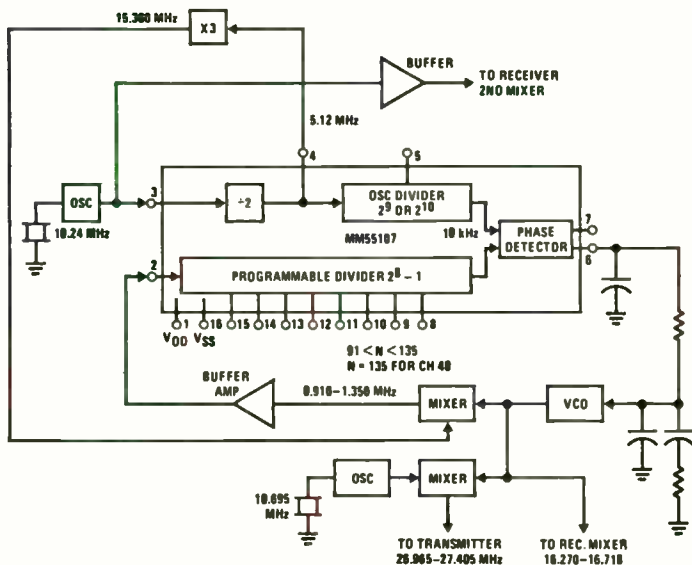 15.360 MHz
X3
BUFFER
TO RECEIVER
2ND MIXER
5.12 MHz
4
5
OSC
3
÷2
OSC DIVIDER
2⁹ OR 2¹⁰
10 kHz
PHASE
DETECTOR
7
6
10.24 MHz
MM55107
2
PROGRAMMABLE DIVIDER 2⁸ – 1
1
16
15
14
13
12
11
10
9
8
VDD
VSS
91 < N < 135
N = 135 FOR CH 40
BUFFER
AMP
0.910–1.350 MHz
MIXER
VCO
10.695
MHz
OSC
MIXER
TO TRANSMITTER
26.965–27.405 MHz
TO REC. MIXER
16.270–16.710